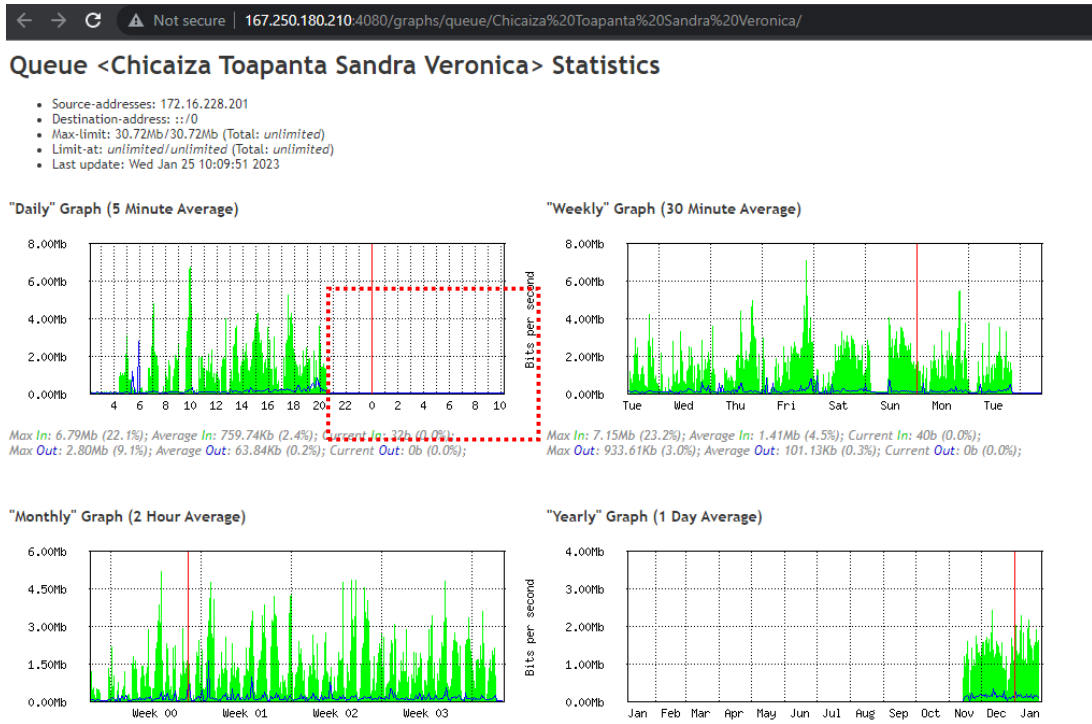 Not secure | 167.250.180.210:4080/graphs/queue/Chicaiza%20Toapanta%20Sandra%20Veronica/
Queue <Chicaiza Toapanta Sandra Veronica> Statistics
Source-addresses: 172.16.228.201
Destination-address: ::/0
Max-limit: 30.72Mb/30.72Mb (Total: unlimited)
Limit-at: unlimited/unlimited (Total: unlimited)
Last update: Wed Jan 25 10:09:51 2023
"Daily" Graph (5 Minute Average)
8.00Mb
6.00Mb
4.00Mb
2.00Mb
0.00Mb
4 6 8 10 12 14 16 18 20 22 0 2 4 6 8 10
Bits per second
Max In: 6.79Mb (22.1%); Average In: 759.74Kb (2.4%); Current In: 32b (0.0%);
Max Out: 2.80Mb (9.1%); Average Out: 63.84Kb (0.2%); Current Out: 0b (0.0%);
"Weekly" Graph (30 Minute Average)
8.00Mb
6.00Mb
4.00Mb
2.00Mb
0.00Mb
Tue Wed Thu Fri Sat Sun Mon Tue
Max In: 7.15Mb (23.2%); Average In: 1.41Mb (4.5%); Current In: 40b (0.0%);
Max Out: 933.61Kb (3.0%); Average Out: 101.13Kb (0.3%); Current Out: 0b (0.0%);
"Monthly" Graph (2 Hour Average)
6.00Mb
4.50Mb
3.00Mb
1.50Mb
0.00Mb
Week 00 Week 01 Week 02 Week 03
Bits per second
"Yearly" Graph (1 Day Average)
4.00Mb
3.00Mb
2.00Mb
1.00Mb
0.00Mb
Jan Feb Mar Apr May Jun Jul Aug Sep Oct Nov Dec Jan